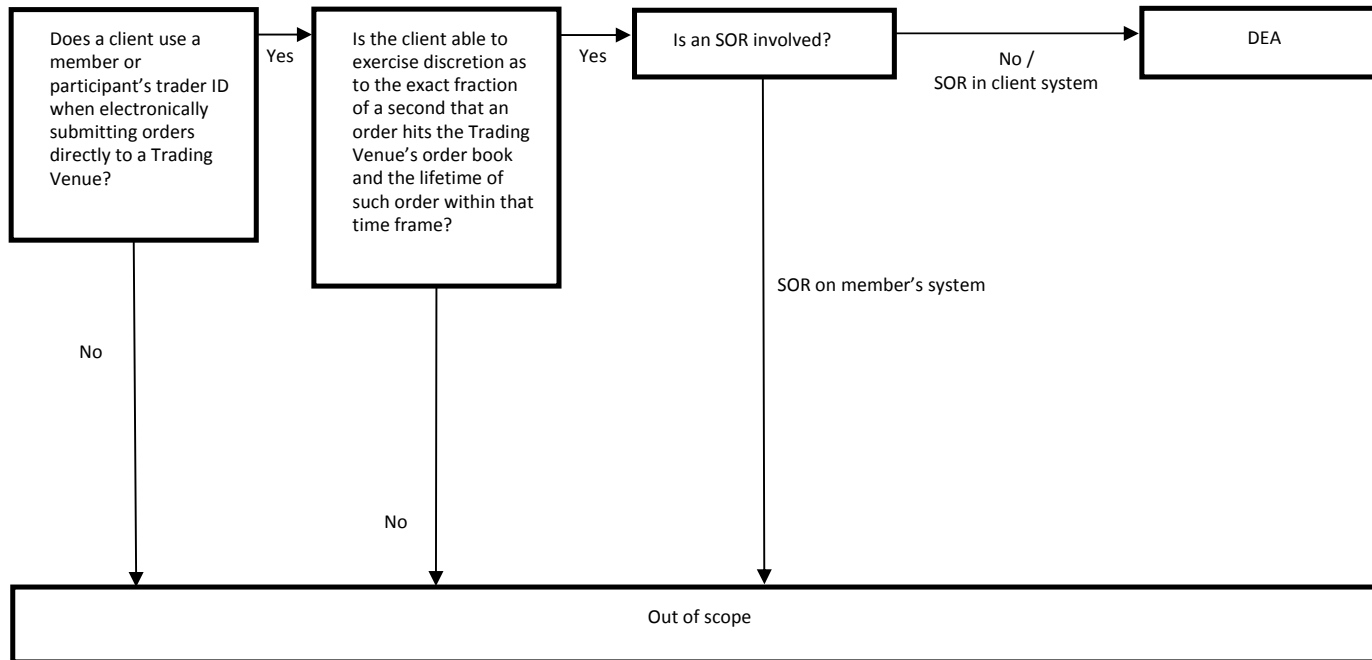 Does a client use a
member or
participant’s trader ID
when electronically
submitting orders
directly to a Trading
Venue?
Yes
Is the client able to
exercise discretion as
to the exact fraction
of a second that an
order hits the Trading
Venue’s order book
and the lifetime of
such order within that
time frame?
Yes
Is an SOR involved?
No /
SOR in client system
DEA
SOR on member’s system
No
No
Out of scope